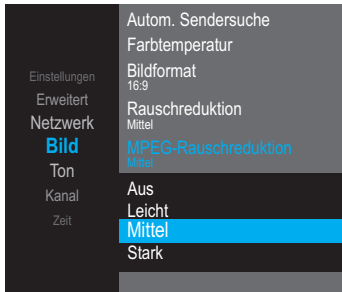 Einstellungen
Erweitert
Netzwerk
Bild
Ton
Kanal
Zeit
Autom. Sendersuche
Farbtemperatur
Bildformat
16:9
Rauschreduktion
Mittel
MPEG-Rauschreduktion
Mittel
Aus
Leicht
Mittel
Stark